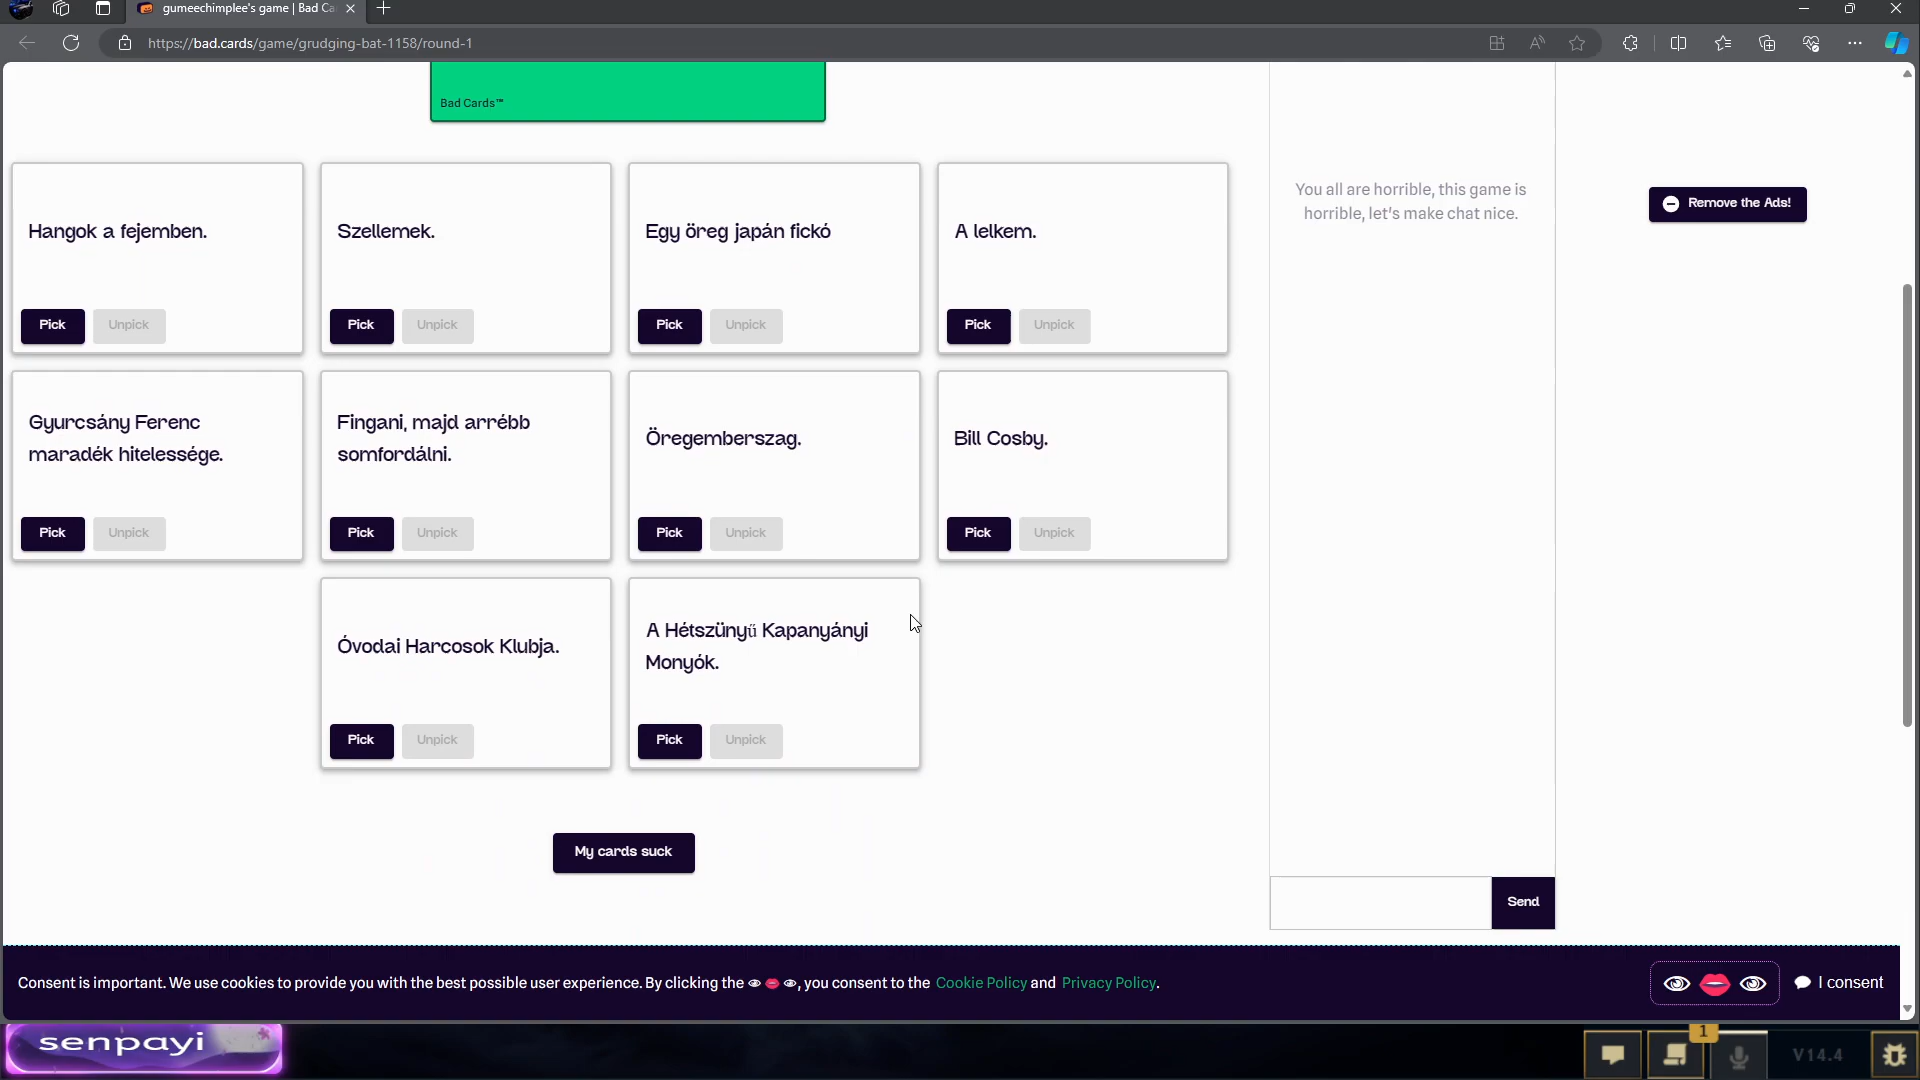 gumeechimplee's game | Bad Ca
https://bad.cards/game/grudging-bat-1158/round-1
Bad Cards™
Hangok a fejemben.
Pick Unpick
Szellemek.
Pick Unpick
Egy öreg japán fickó
Pick Unpick
A lelkem.
Pick Unpick
Gyurcsány Ferenc
maradék hitelessége.
Pick Unpick
Fingani, majd arrébb
somfordálni.
Pick Unpick
Öregemberszag.
Pick Unpick
Bill Cosby.
Pick Unpick
Óvodai Harcosok Klubja.
Pick Unpick
A Hétszünyű Kapanyányi
Monyók.
Pick Unpick
My cards suck
You all are horrible, this game is
horrible, let's make chat nice.
Send
Remove the Ads!
Consent is important. We use cookies to provide you with the best possible user experience. By clicking the 👁👄👁, you consent to the Cookie Policy and Privacy Policy.
I consent
senpayi
1
V14.4